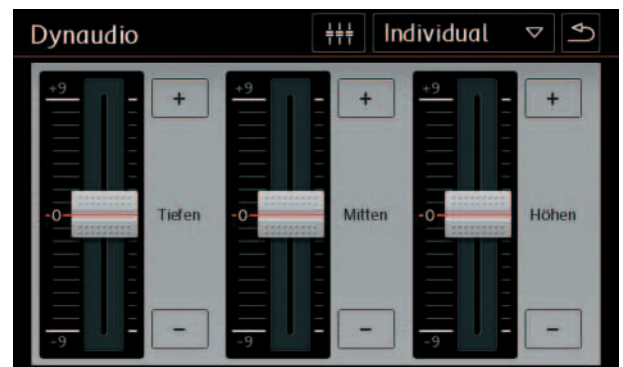 Dynaudio Individual
+9 + +9 + +9 +
-0- Tiefen -0- Mitten -0- Höhen
-9 - -9 - -9 -